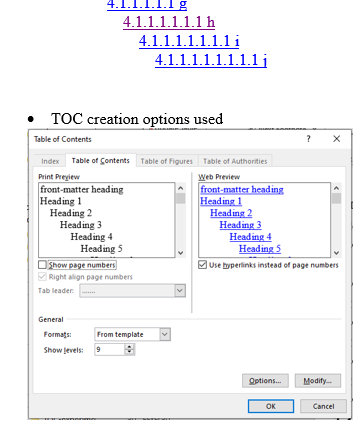 4.1.1.1.1.1 g
4.1.1.1.1.1.1 h
4.1.1.1.1.1.1.1 i
4.1.1.1.1.1.1.1.1 j
• TOC creation options used
Table of Contents ? ×
Index Table of Contents Table of Figures Table of Authorities
Print Preview Web Preview
front-matter heading front-matter heading
Heading 1 Heading 1
Heading 2 Heading 2
Heading 3 Heading 3
Heading 4 Heading 4
Heading 5 Heading 5
Show page numbers Use hyperlinks instead of page numbers
Right align page numbers
Tab leader: .......
General
Formats: From template
Show levels: 9
Options... Modify...
OK Cancel